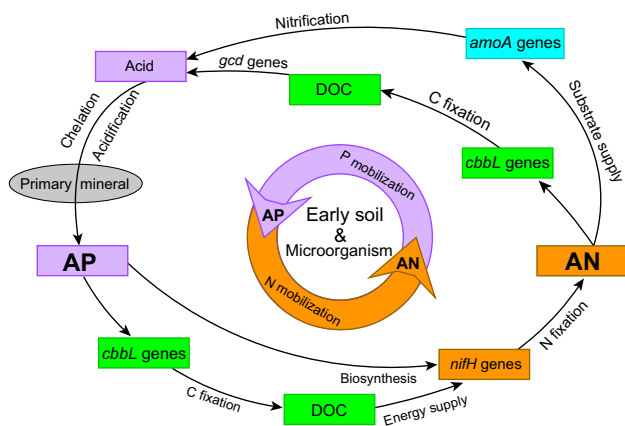 Nitrification
amoA genes
Acid
gcd genes
DOC
Substrate supply
C fixation
Chelation
Acidification
cbbL genes
Primary mineral
P mobilization
AP
Early soil
&
Microorganism
AN
N mobilization
AP
AN
cbbL genes
nifH genes
N fixation
Biosynthesis
C fixation
DOC
Energy supply